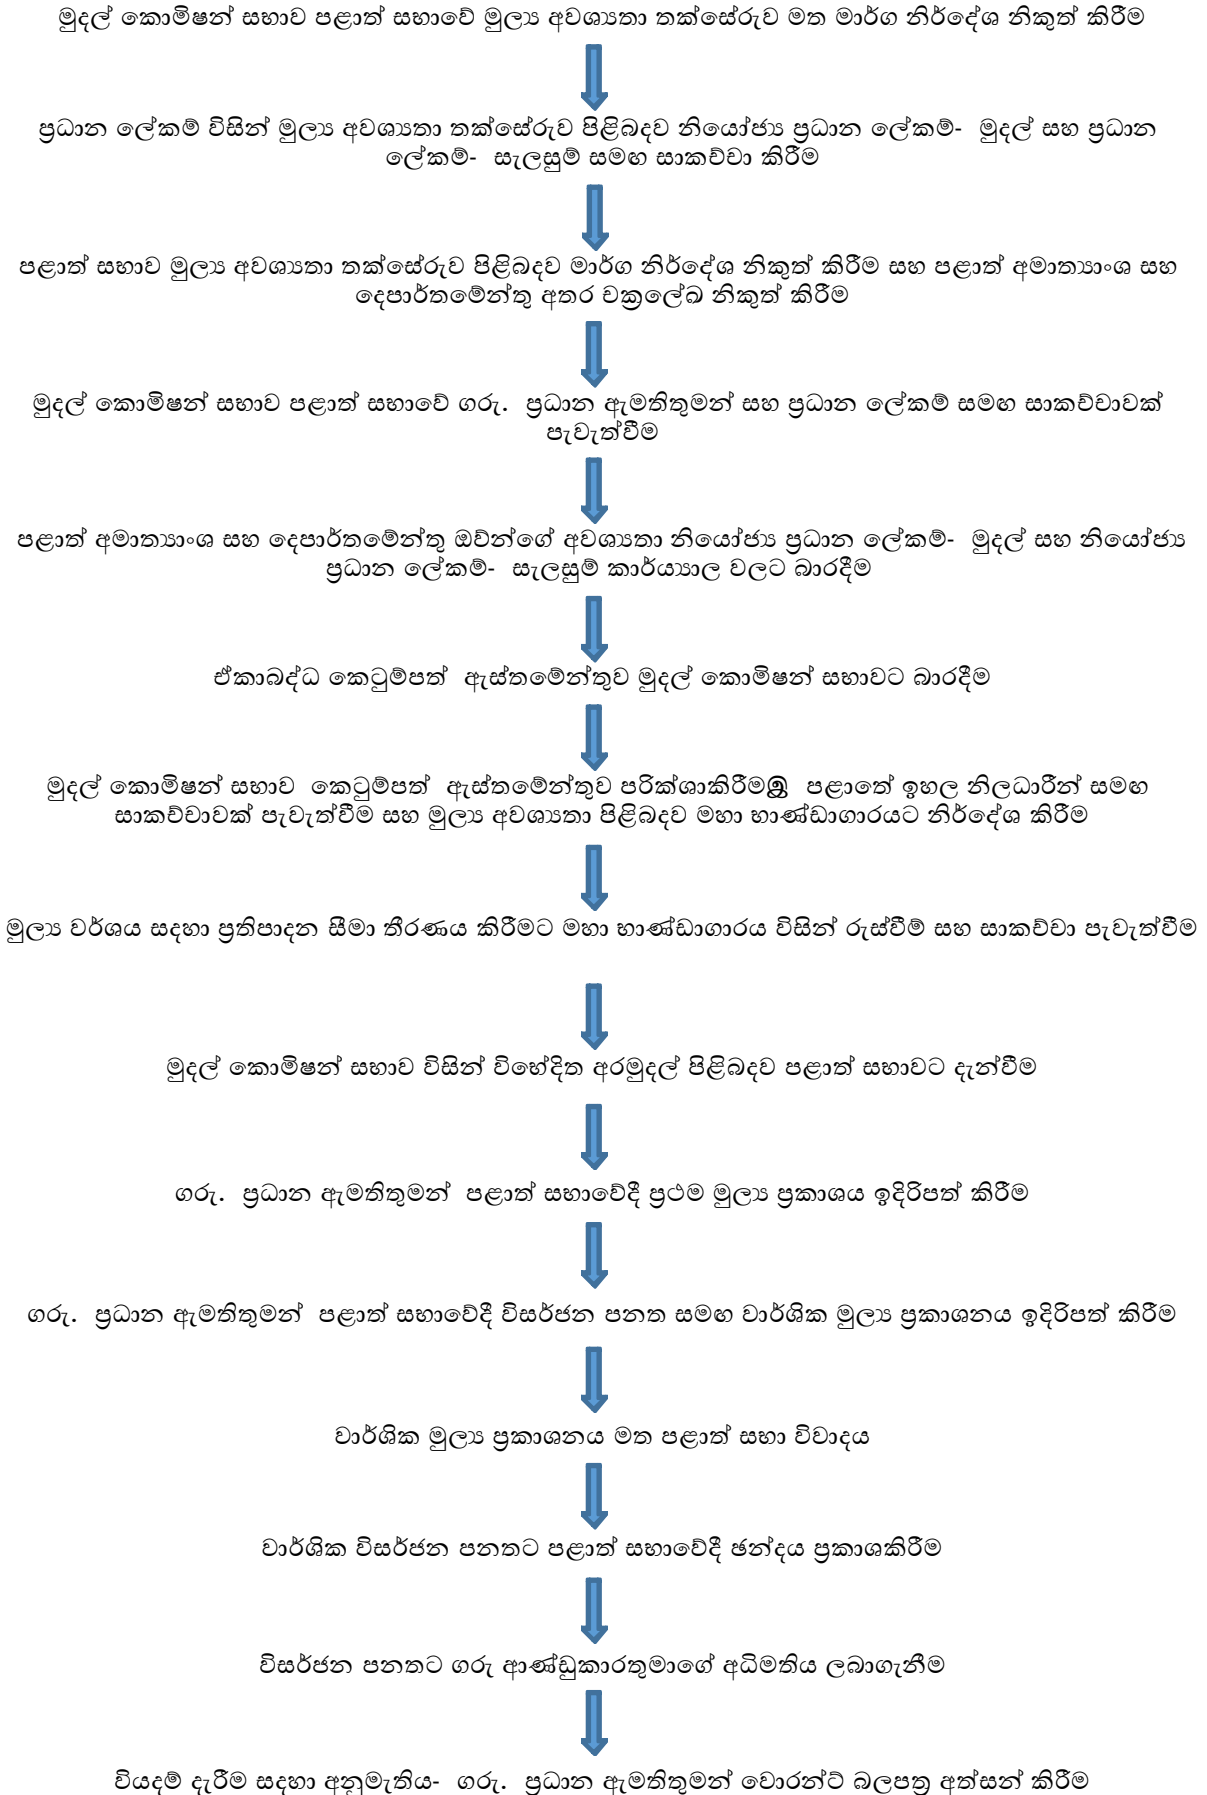 මුදල් කොමිෂන් සභාව පළාත් සභාවේ මුල්‍ය අවශ්‍යතා තක්සේරුව මත මාර්ග නිර්දේශ නිකුත් කිරීම
ප්‍රධාන ලේකම් විසින් මුල්‍ය අවශ්‍යතා තක්සේරුව පිළිබදව නියෝජ්‍ය ප්‍රධාන ලේකම්- මුදල් සහ ප්‍රධාන
ලේකම්- සැලසුම් සමඟ සාකච්චා කිරීම
පළාත් සභාව මුල්‍ය අවශ්‍යතා තක්සේරුව පිළිබදව මාර්ග නිර්දේශ නිකුත් කිරීම සහ පළාත් අමාත්‍යාංශ සහ
දෙපාර්තමේන්තු අතර චක්‍රලේඛ නිකුත් කිරීම
මුදල් කොමිෂන් සභාව පළාත් සභාවේ ගරු. ප්‍රධාන ඇමතිතුමන් සහ ප්‍රධාන ලේකම් සමඟ සාකච්චාවක්
පැවැත්වීම
පළාත් අමාත්‍යාංශ සහ දෙපාර්තමේන්තු ඔව්න්ගේ අවශ්‍යතා නියෝජ්‍ය ප්‍රධාන ලේකම්- මුදල් සහ නියෝජ්‍ය
ප්‍රධාන ලේකම්- සැලසුම් කාර්ය්‍යාල වලට බාරදීම
ඒකාබද්ධ කෙටුම්පත් ඇස්තමේන්තුව මුදල් කොමිෂන් සභාවට බාරදීම
මුදල් කොමිෂන් සභාව කෙටුම්පත් ඇස්තමේන්තුව පරික්ශාකිරීමඹ පළාතේ ඉහල නිලධාරීන් සමඟ
සාකච්චාවක් පැවැත්වීම සහ මුල්‍ය අවශ්‍යතා පිළිබදව මහා භාණ්ඩාගාරයට නිර්දේශ කිරීම
මුල්‍ය වර්ශය සදහා ප්‍රතිපාදන සීමා තීරණය කිරීමට මහා භාණ්ඩාගාරය විසින් රුස්වීම් සහ සාකච්චා පැවැත්වීම
මුදල් කොමිෂන් සභාව විසින් විභේදිත අරමුදල් පිළිබදව පළාත් සභාවට දැන්වීම
ගරු. ප්‍රධාන ඇමතිතුමන් පළාත් සභාවේදී ප්‍රථම මුල්‍ය ප්‍රකාශය ඉදිරිපත් කිරීම
ගරු. ප්‍රධාන ඇමතිතුමන් පළාත් සභාවේදී විසර්ජන පනත සමඟ වාර්ශික මුල්‍ය ප්‍රකාශනය ඉදිරිපත් කිරීම
වාර්ශික මුල්‍ය ප්‍රකාශනය මත පළාත් සභා විවාදය
වාර්ශික විසර්ජන පනතට පළාත් සභාවේදී ඡන්දය ප්‍රකාශකිරීම
විසර්ජන පනතට ගරු ආණ්ඩුකාරතුමාගේ අධිමතිය ලබාගැනීම
වියදම් දැරීම සදහා අනුමැතිය- ගරු. ප්‍රධාන ඇමතිතුමන් වොරන්ට් බලපත්‍ර අත්සන් කිරීම